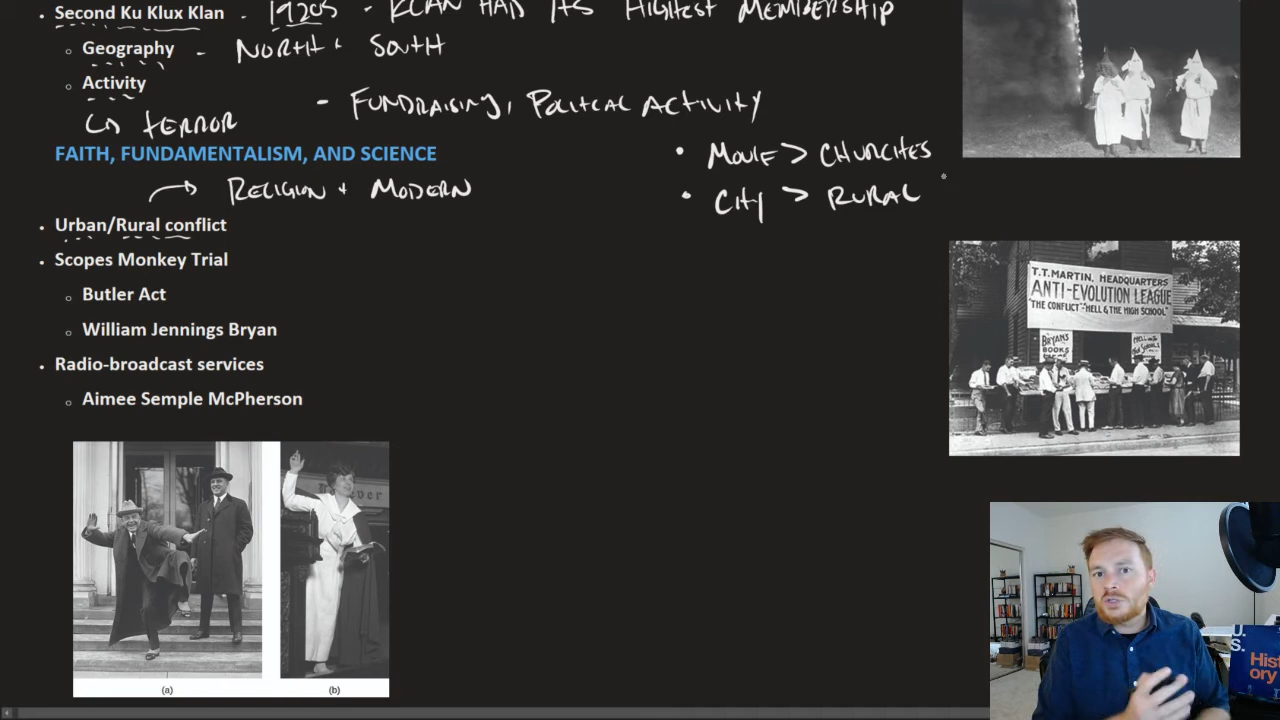 Second Ku Klux Klan - 1920s - KLAN HAD ITS HIGHEST MEMBERSHIP
Geography - NORTH + SOUTH
Activity
↳ TERROR - FUNDRAISING, POLITICAL ACTIVITY
FAITH, FUNDAMENTALISM, AND SCIENCE
• MOVIE > CHURCHES
→ RELIGION + MODERN
• CITY > RURAL
• Urban/Rural conflict
• Scopes Monkey Trial
○ Butler Act
○ William Jennings Bryan
• Radio-broadcast services
○ Aimee Semple McPherson
T.T. MARTIN, HEADQUARTERS
ANTI-EVOLUTION LEAGUE
"THE CONFLICT"-"HELL & THE HIGH SCHOOL"
BRYAN'S
BOOKS
(a)
(b)
U.
S.
Hist
ory